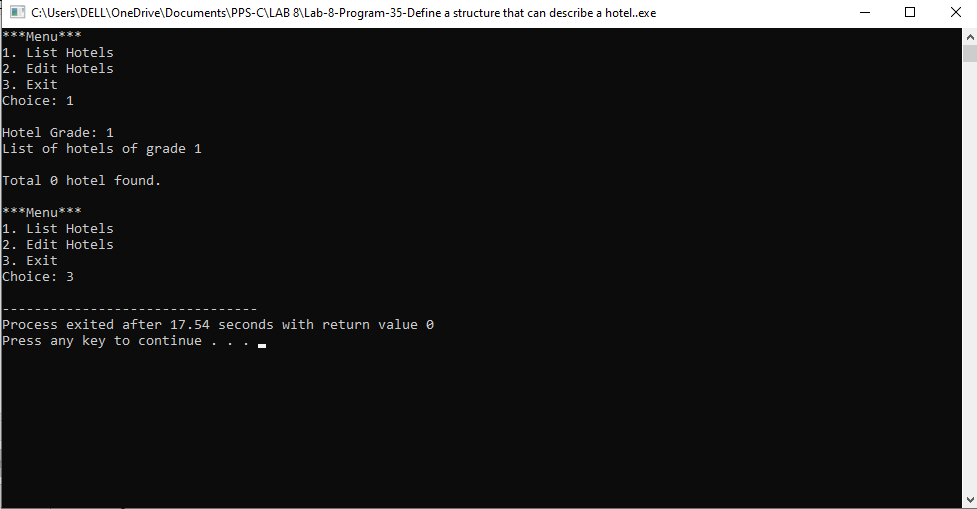 C:\Users\DELL\OneDrive\Documents\PPS-C\LAB 8\Lab-8-Program-35-Define a structure that can describe a hotel..exe
***Menu***
1. List Hotels
2. Edit Hotels
3. Exit
Choice: 1
Hotel Grade: 1
List of hotels of grade 1
Total 0 hotel found.
***Menu***
1. List Hotels
2. Edit Hotels
3. Exit
Choice: 3
--------------------------------
Process exited after 17.54 seconds with return value 0
Press any key to continue . . .